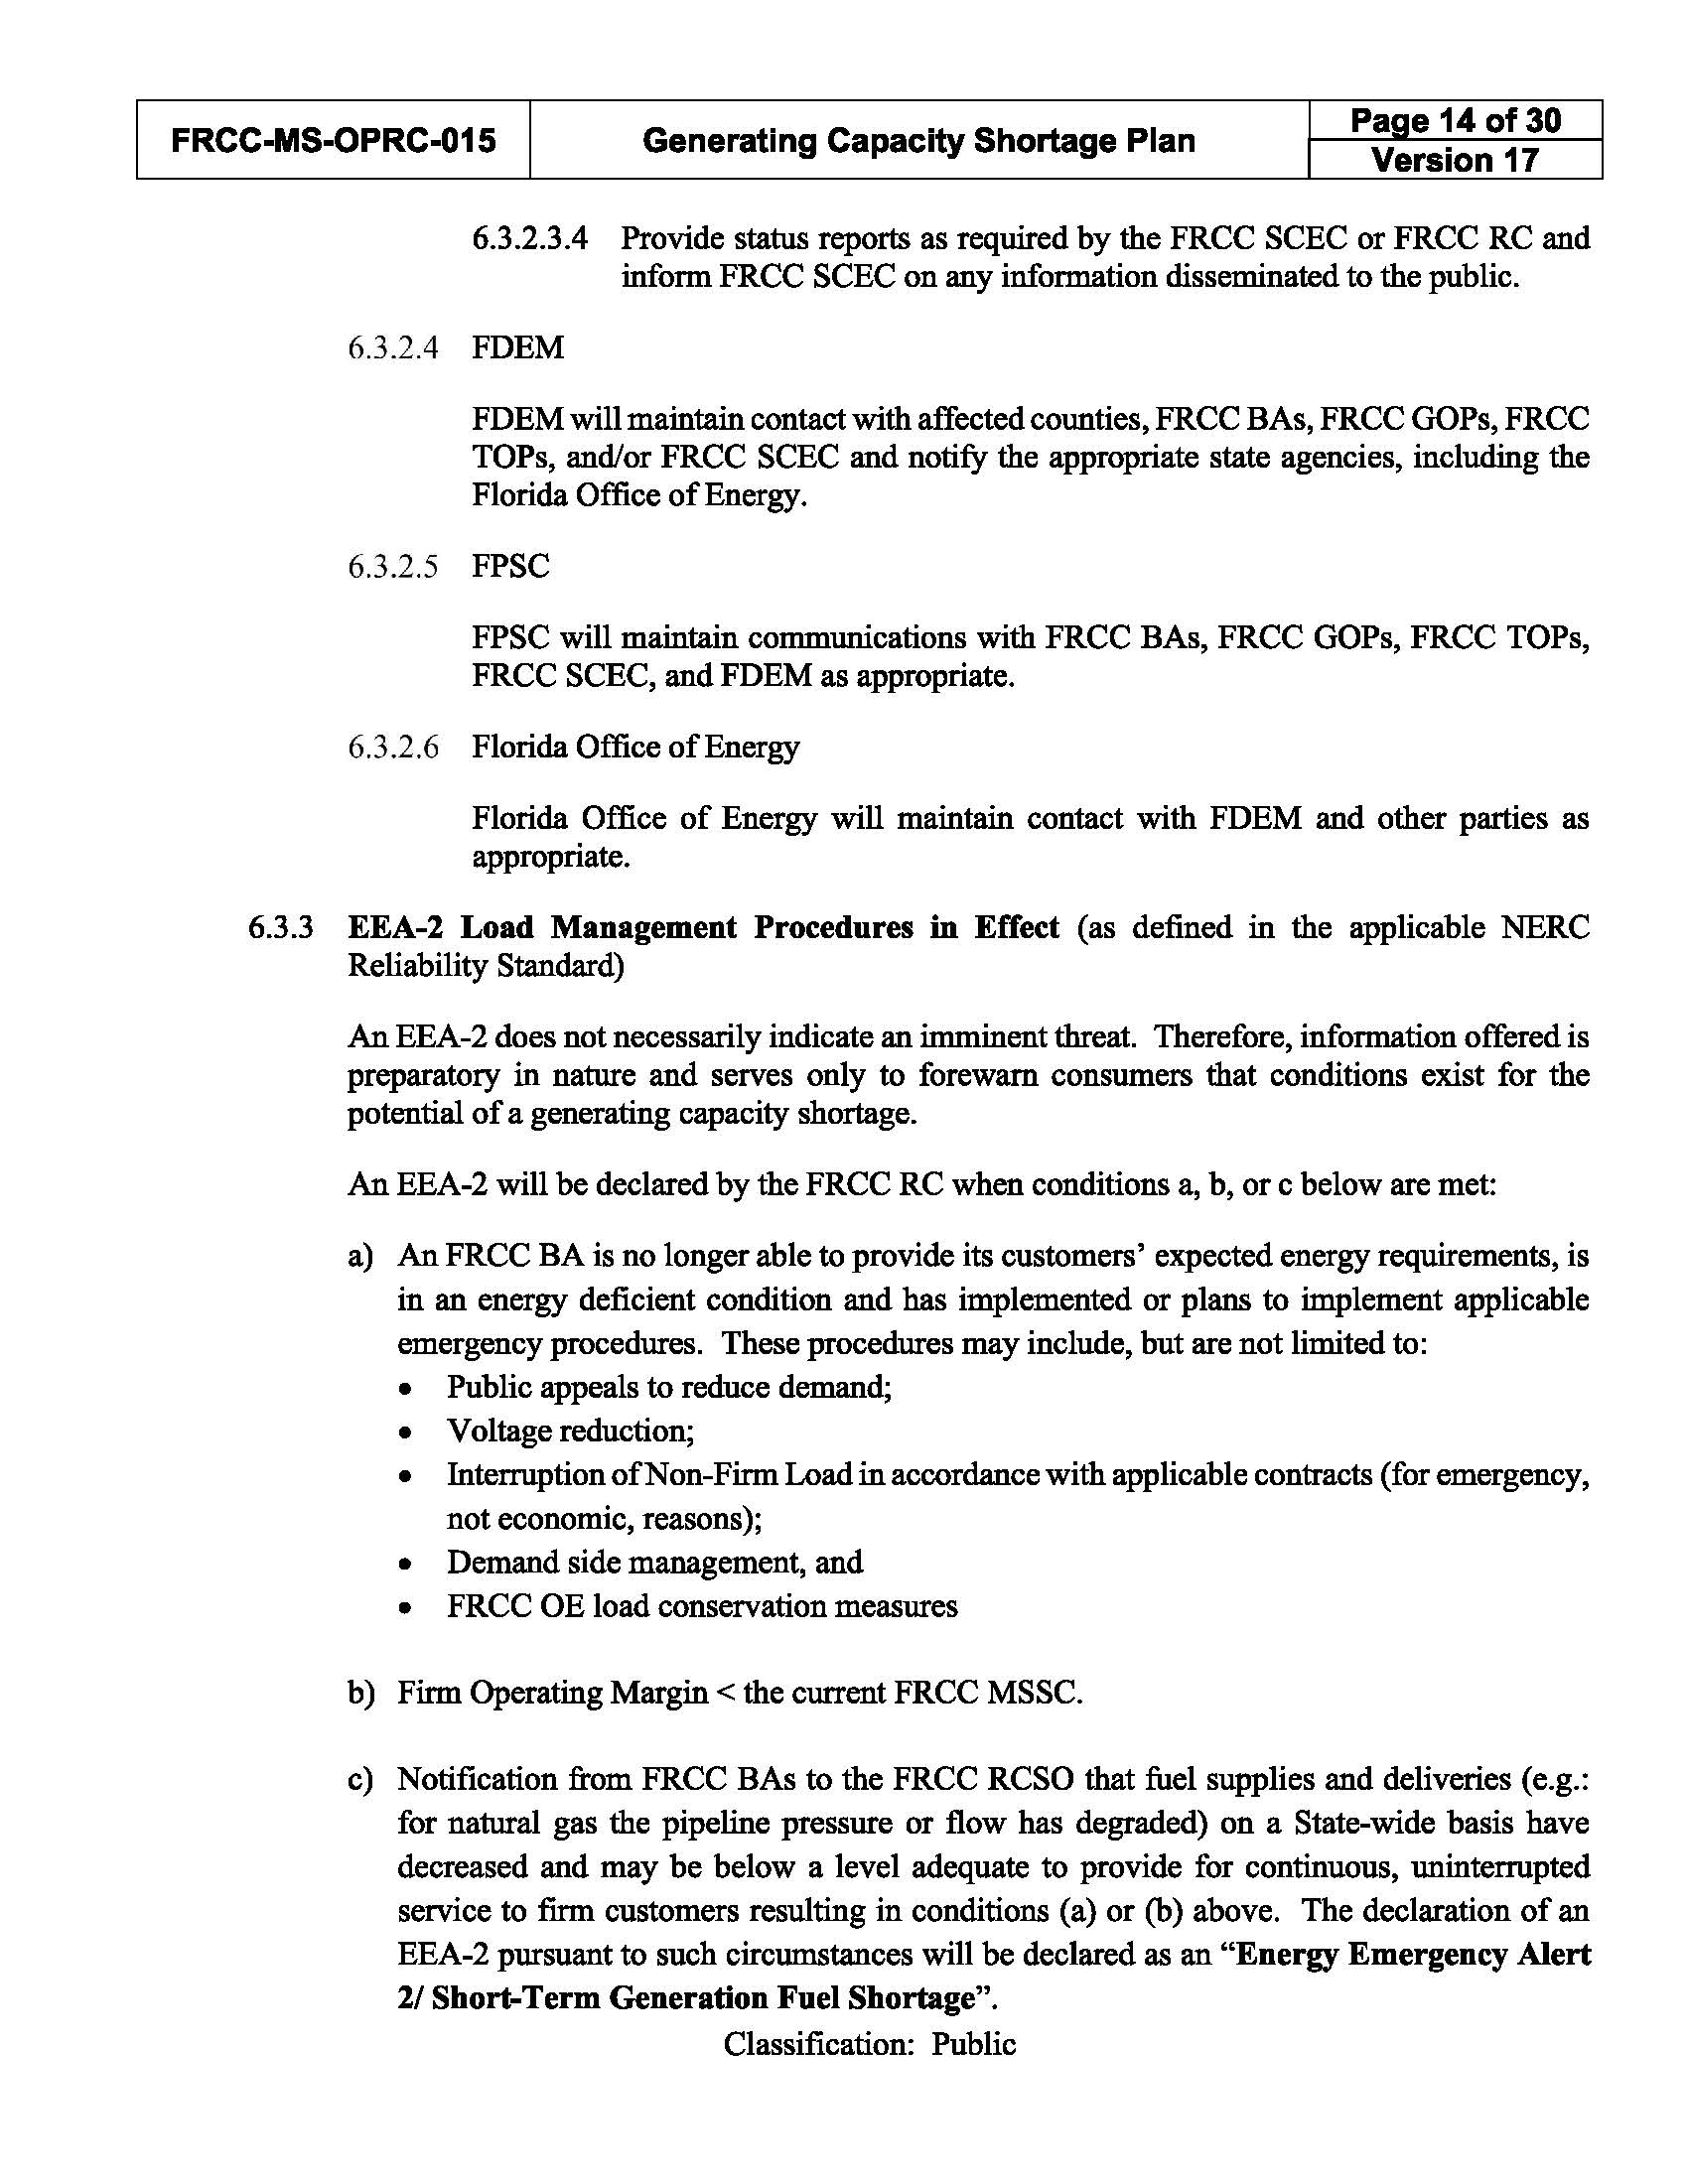 FRCC-MS-OPRC-015
Generating Capacity Shortage Plan
Page 14 of 30
Version 17
6.3.2.3.4 Provide status reports as required by the FRCC SCEC or FRCC RC and
inform FRCC SCEC on any information disseminated to the public.
6.3.2.4 FDEM
FDEM will maintain contact with affected counties, FRCC BAs, FRCC GOPs, FRCC
TOPs, and/or FRCC SCEC and notify the appropriate state agencies, including the
Florida Office of Energy.
6.3.2.5 FPSC
FPSC will maintain communications with FRCC BAs, FRCC GOPs, FRCC TOPs,
FRCC SCEC, and FDEM as appropriate.
6.3.2.6 Florida Office of Energy
Florida Office of Energy will maintain contact with FDEM and other parties as
appropriate.
6.3.3 EEA-2 Load Management Procedures in Effect (as defined in the applicable NERC
Reliability Standard)
An EEA-2 does not necessarily indicate an imminent threat. Therefore, information offered is
preparatory in nature and serves only to forewarn consumers that conditions exist for the
potential of a generating capacity shortage.
An EEA-2 will be declared by the FRCC RC when conditions a, b, or c below are met:
a) An FRCC BA is no longer able to provide its customers’ expected energy requirements, is
in an energy deficient condition and has implemented or plans to implement applicable
emergency procedures. These procedures may include, but are not limited to:
• Public appeals to reduce demand;
• Voltage reduction;
• Interruption of Non-Firm Load in accordance with applicable contracts (for emergency,
not economic, reasons);
• Demand side management, and
• FRCC OE load conservation measures
b) Firm Operating Margin < the current FRCC MSSC.
c) Notification from FRCC BAs to the FRCC RCSO that fuel supplies and deliveries (e.g.:
for natural gas the pipeline pressure or flow has degraded) on a State-wide basis have
decreased and may be below a level adequate to provide for continuous, uninterrupted
service to firm customers resulting in conditions (a) or (b) above. The declaration of an
EEA-2 pursuant to such circumstances will be declared as an “Energy Emergency Alert
2/ Short-Term Generation Fuel Shortage”.
Classification: Public